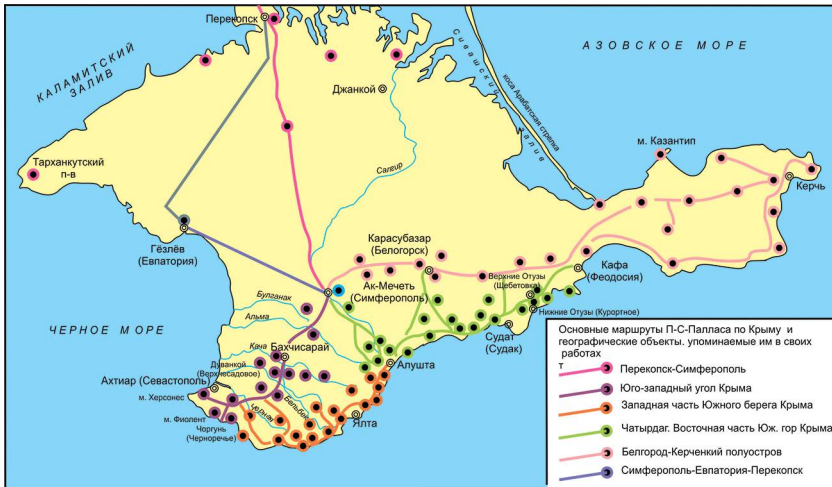 Перекопск
АЗОВСКОЕ МОРЕ
КАЛАМИТСКИЙ
ЗАЛИВ
Сивашский
залив
коса Арабатская стрелка
Джанкой
м. Казантип
Тарханкутский
п-в
Салгир
Керчь
Гёзлёв
(Евпатория)
Карасубазар
(Белогорск)
Верхние Отузы
(Щебетовка)
Кафа
(Феодосия)
Ак-Мечеть
(Симферополь)
Нижние Отузы (Курортное)
Булганак
Альма
ЧЕРНОЕ МОРЕ
Судат
(Судак)
Кача
Бахчисарай
Дуванкой
(Верхнесадовое)
Алушта
Ахтиар (Севастополь)
м. Херсонес
Бельбек
Черная
м. Фиолент
Чоргунь
(Черноречье)
Ялта
Основные маршруты П-С-Палласа по Крыму и
географические объекты. упоминаемые им в своих
работах
т
Перекопск-Симферополь
Юго-западный угол Крыма
Западная часть Южного берега Крыма
Чатырдаг. Восточная часть Юж. гор Крыма
Белгород-Керченкий полуостров
Симферополь-Евпатория-Перекопск